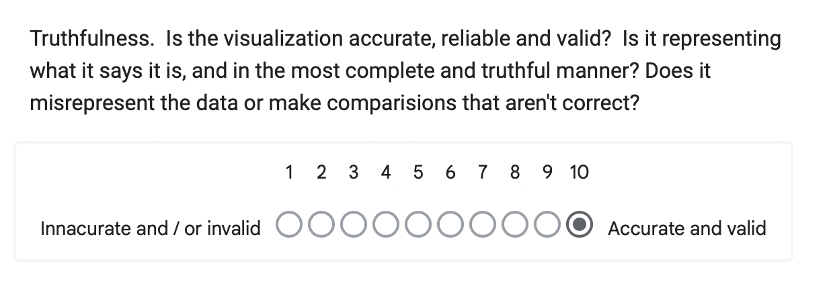 Truthfulness.  Is the visualization accurate, reliable and valid?  Is it representing
what it says it is, and in the most complete and truthful manner? Does it
misrepresent the data or make comparisions that aren't correct?
1 2 3 4 5 6 7 8 9 10
Innacurate and / or invalid Accurate and valid